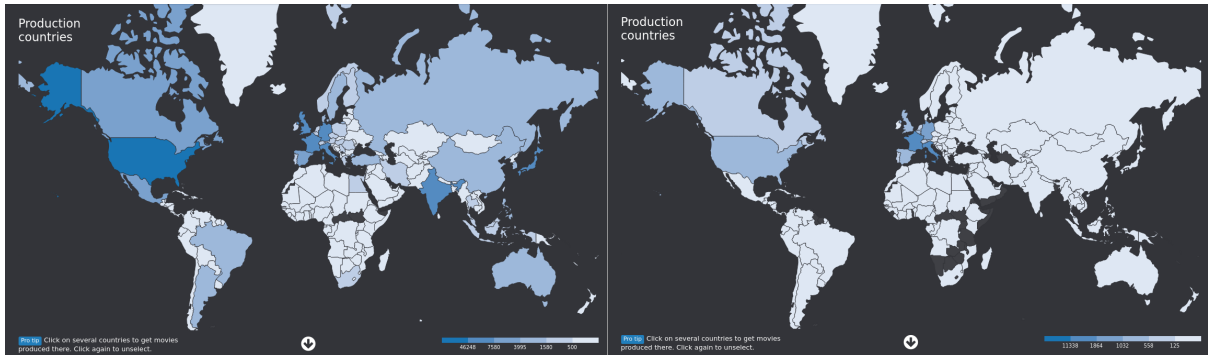 Production
countries
Pro tip Click on several countries to get movies
produced there. Click again to unselect.
46248 7580 3995 1580 500
Production
countries
Pro tip Click on several countries to get movies
produced there. Click again to unselect.
11338 1864 1032 558 125